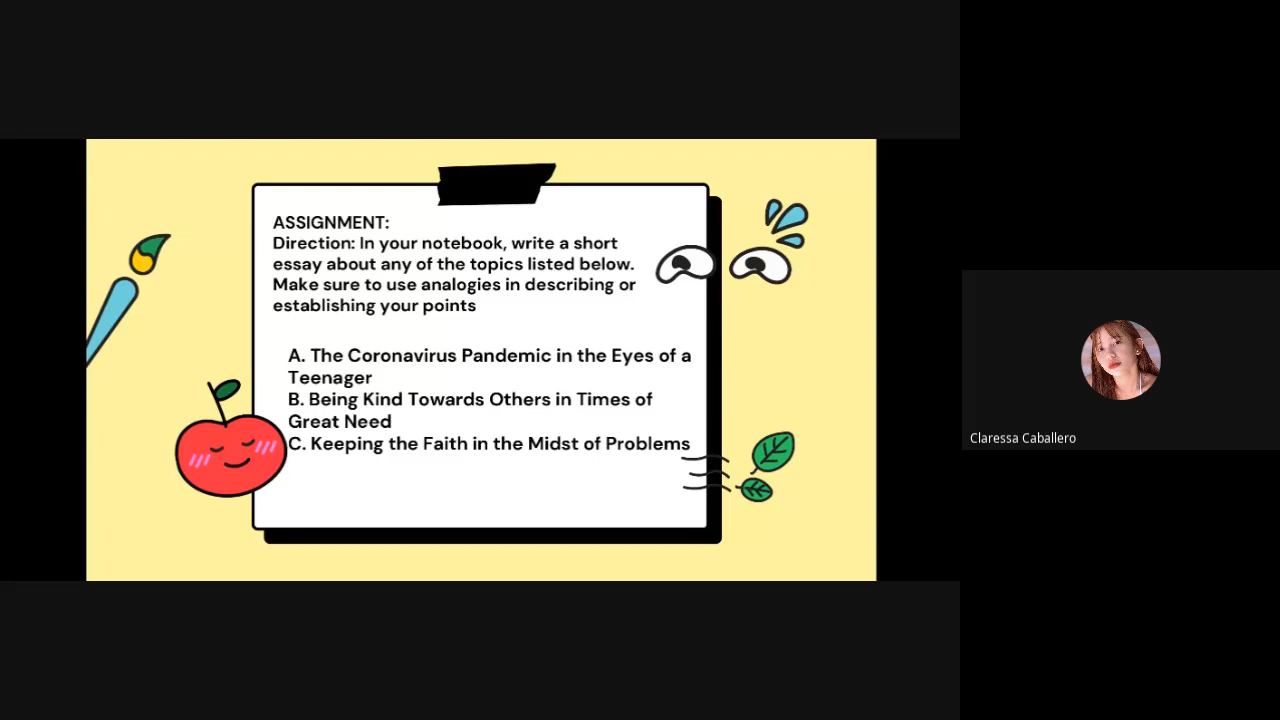 ASSIGNMENT:
Direction: In your notebook, write a short
essay about any of the topics listed below.
Make sure to use analogies in describing or
establishing your points
A. The Coronavirus Pandemic in the Eyes of a
Teenager
B. Being Kind Towards Others in Times of
Great Need
C. Keeping the Faith in the Midst of Problems
Claressa Caballero